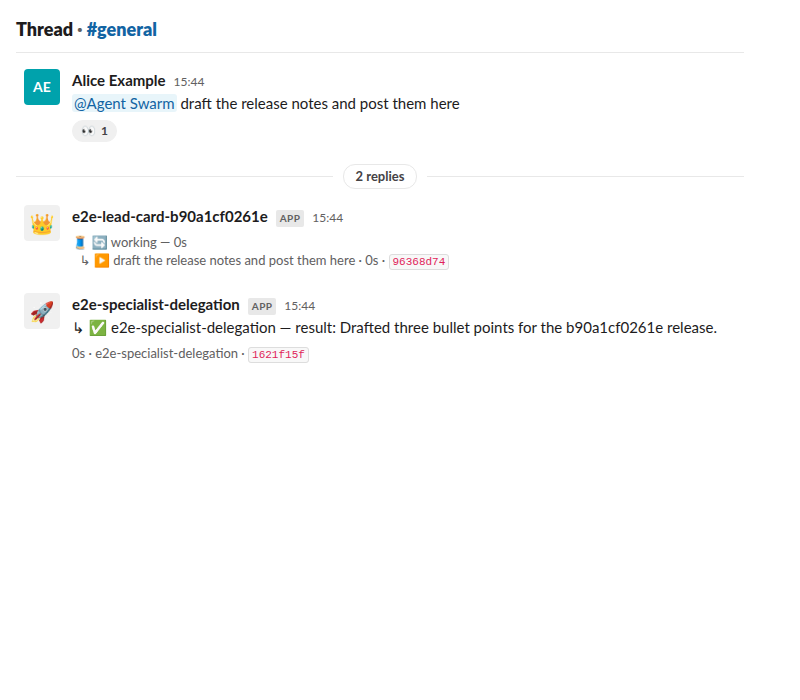 Thread • #general
AE
Alice Example 15:44
@Agent Swarm draft the release notes and post them here
👀 1
2 replies
e2e-lead-card-b90a1cf0261e APP 15:44
🧵 🔄 working — 0s
↳ ▶️ draft the release notes and post them here · 0s · 96368d74
e2e-specialist-delegation APP 15:44
↳ ✅ e2e-specialist-delegation — result: Drafted three bullet points for the b90a1cf0261e release.
0s · e2e-specialist-delegation · 1621f15f